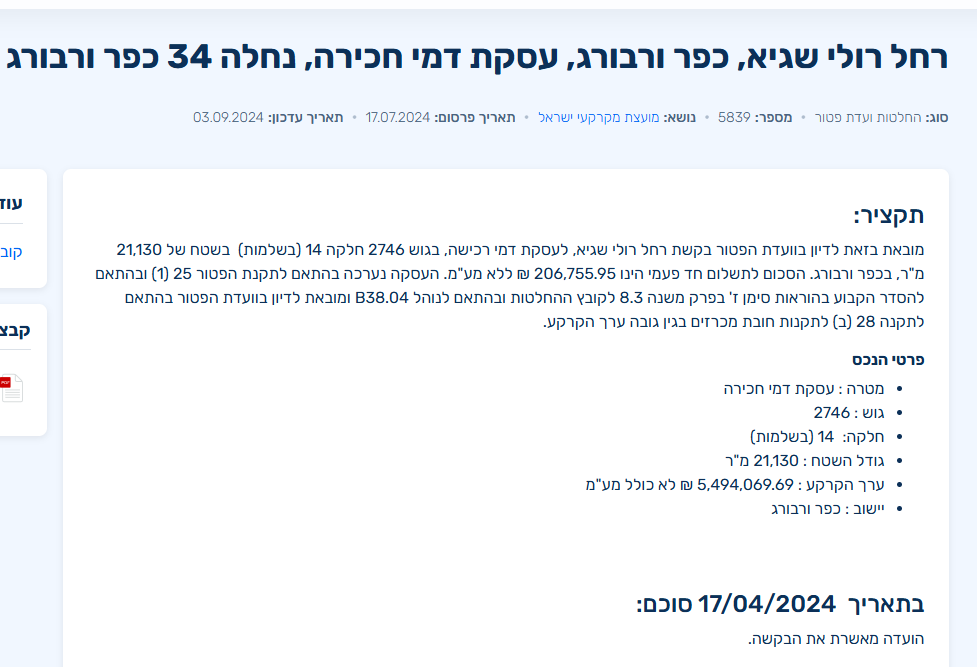 רחל רולי שגיא, כפר ורבורג, עסקת דמי חכירה, נחלה 34 כפר ורבורג
סוג: החלטות ועדת פטור • מספר: 5839 • נושא: מועצת מקרקעי ישראל • תאריך פרסום: 17.07.2024 • תאריך עדכון: 03.09.2024
תקציר:
מובאת בזאת לדיון בוועדת הפטור בקשת רחל רולי שגיא, לעסקת דמי רכישה, בגוש 2746 חלקה 14 (בשלמות) בשטח של 21,130
מ"ר, בכפר ורבורג. הסכום לתשלום חד פעמי הינו 206,755.95 ₪ ללא מע"מ. העסקה נערכה בהתאם לתקנת הפטור 25 (1) ובהתאם
להסדר הקבוע בהוראות סימן ז' בפרק משנה 8.3 לקובץ ההחלטות ובהתאם לנוהל B38.04 ומובאת לדיון בוועדת הפטור בהתאם
לתקנה 28 (ב) לתקנות חובת מכרזים בגין גובה ערך הקרקע.
פרטי הנכס
• מטרה : עסקת דמי חכירה
• גוש : 2746
• חלקה: 14 (בשלמות)
• גודל השטח : 21,130 מ"ר
• ערך הקרקע : 5,494,069.69 ₪ לא כולל מע"מ
• יישוב : כפר ורבורג
בתאריך 17/04/2024 סוכם:
הועדה מאשרת את הבקשה.
עוד
קוב
קבצ
PDF